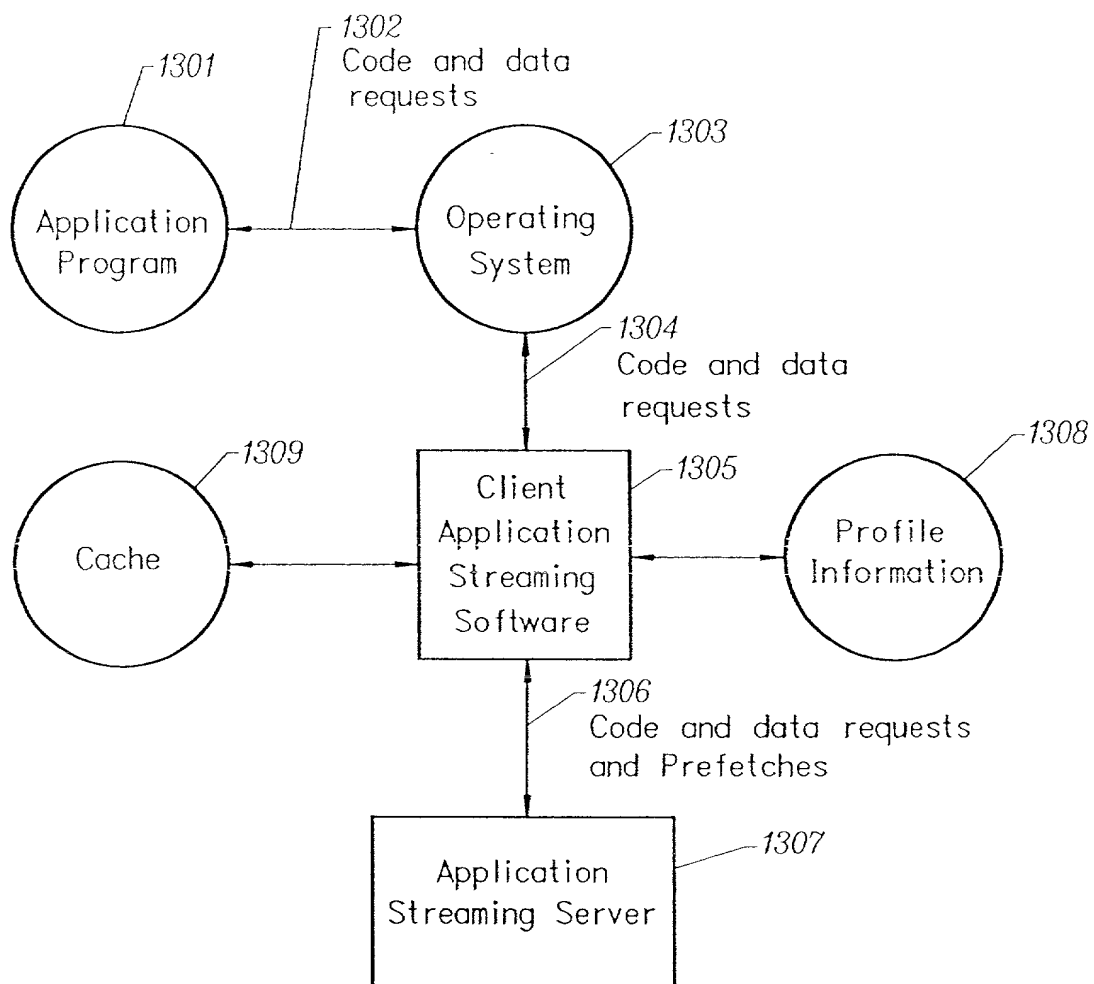 1302
Code and data
requests
1301
1303
Application
Program
Operating
System
1304
Code and data
requests
1309
1305
1308
Cache
Client
Application
Streaming
Software
Profile
Information
1306
Code and data requests
and Prefetches
1307
Application
Streaming Server